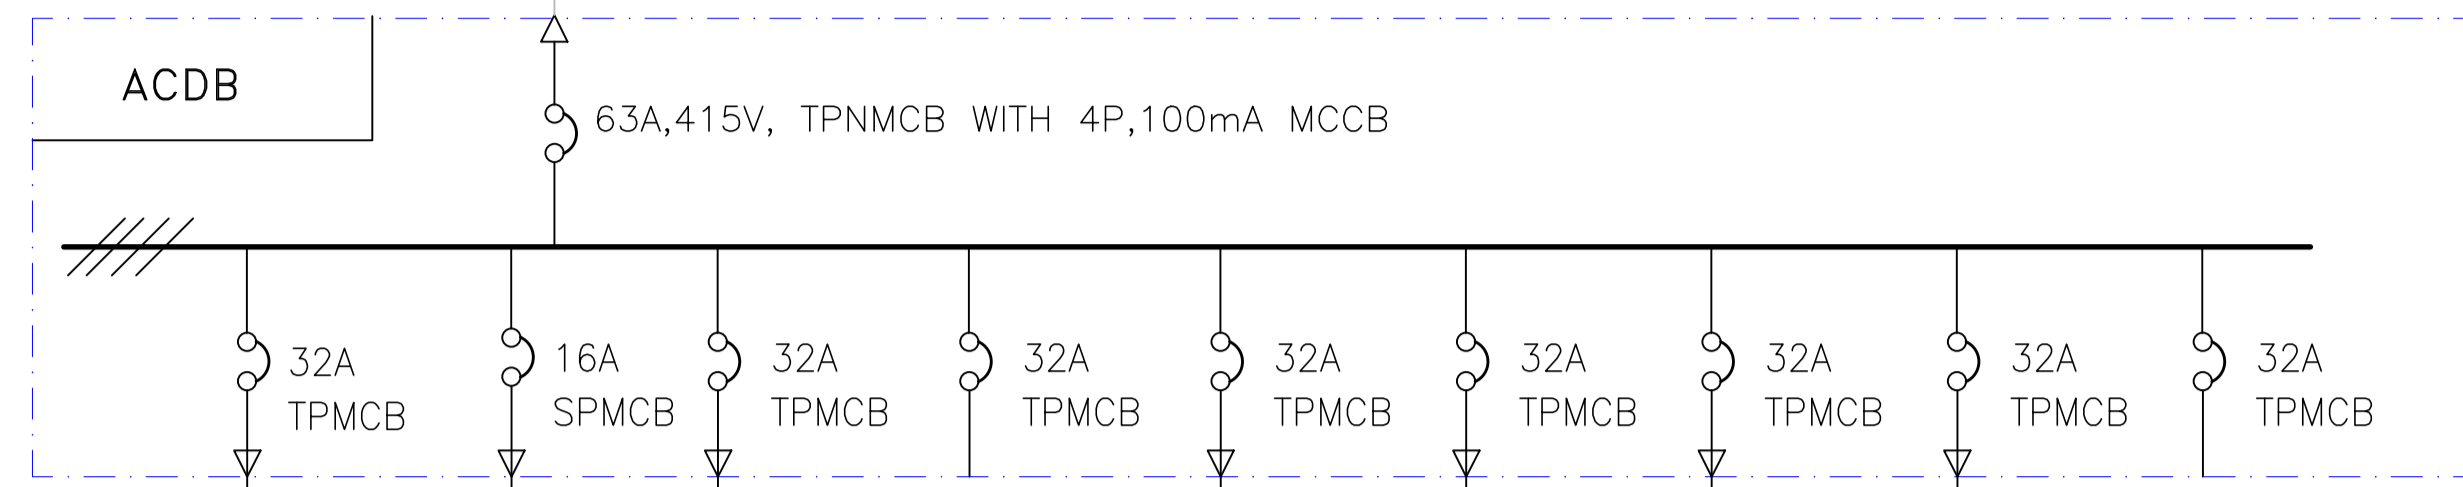 ACDB
63A,415V, TPNMCB WITH 4P,100mA MCCB
32A
TPMCB
16A
SPMCB
32A
TPMCB
32A
TPMCB
32A
TPMCB
32A
TPMCB
32A
TPMCB
32A
TPMCB
32A
TPMCB